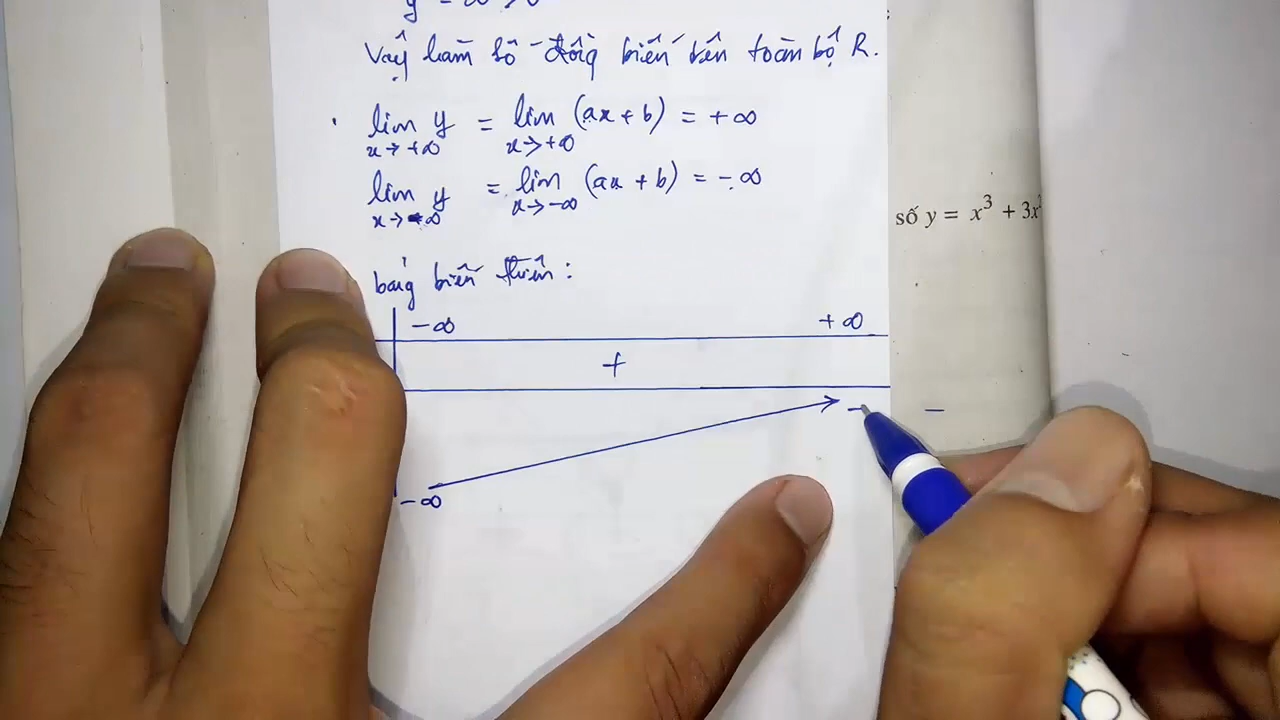 Vậy hàm số đồng biến trên toàn bộ R.
lim y = lim (ax + b) = +∞
x → +∞ x → +∞
lim y = lim (ax + b) = -∞
x → -∞ x → -∞
số y = x³ + 3x²
bảng biến thiên:
-∞ +∞
+
-∞